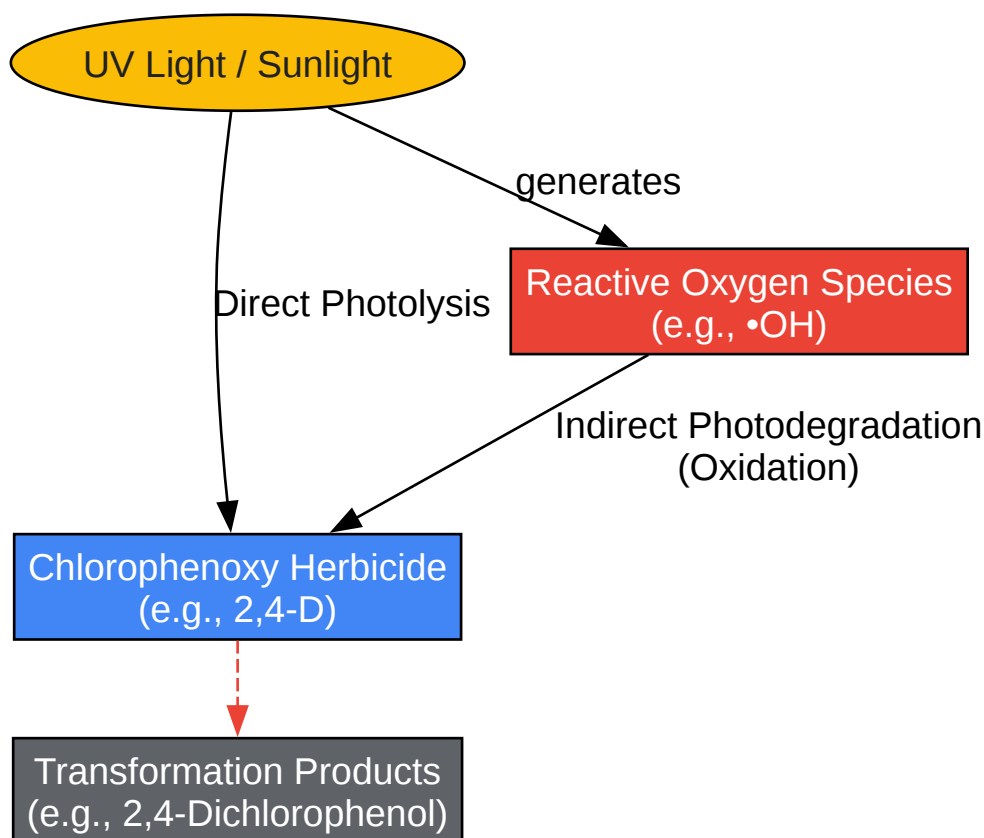 UV Light / Sunlight
generates
Reactive Oxygen Species
(e.g., •OH)
Direct Photolysis
Indirect Photodegradation
(Oxidation)
Chlorophenoxy Herbicide
(e.g., 2,4-D)
Transformation Products
(e.g., 2,4-Dichlorophenol)